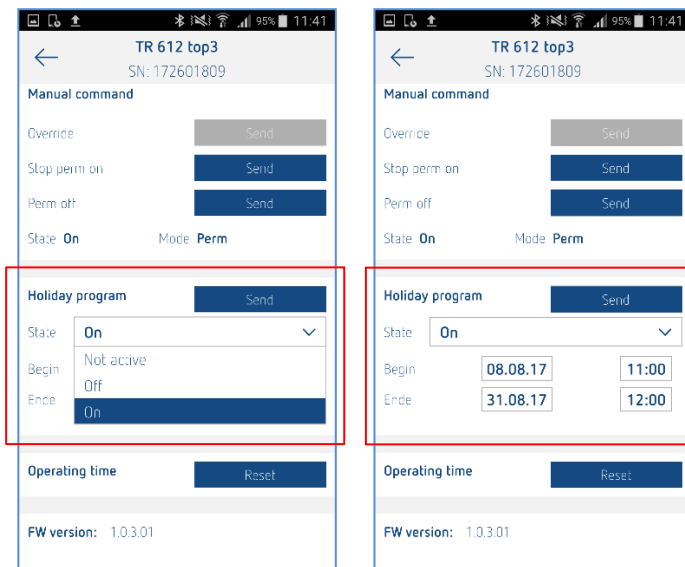 95% 11:41
TR 612 top3
SN: 172601809
Manual command
Override Send
Stop perm on Send
Perm off Send
State On Mode Perm
Holiday program Send
State On
Begin Not active
Off
Ende On
Operating time Reset
FW version: 1.0.3.01
95% 11:41
TR 612 top3
SN: 172601809
Manual command
Override Send
Stop perm on Send
Perm off Send
State On Mode Perm
Holiday program Send
State On
Begin 08.08.17 11:00
Ende 31.08.17 12:00
Operating time Reset
FW version: 1.0.3.01